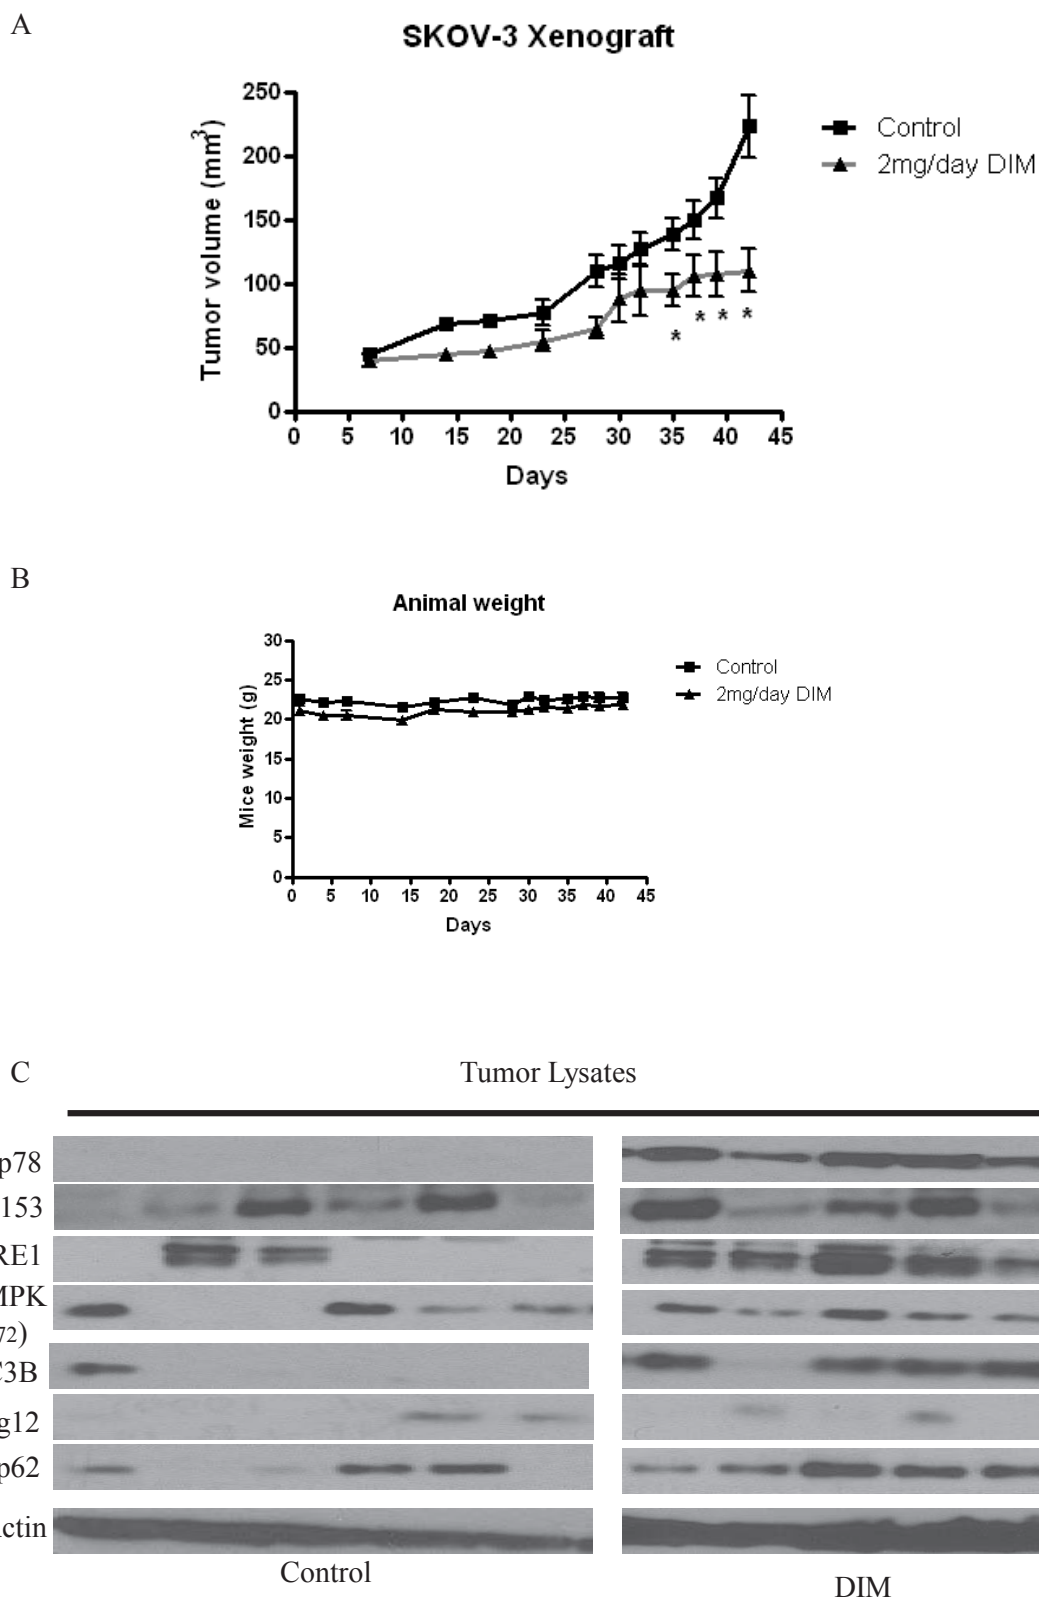 A
SKOV-3 Xenograft
250
200
150
100
50
0
Tumor volume (mm3)
0 5 10 15 20 25 30 35 40 45
Days
Control
2mg/day DIM
* * * *
B
Animal weight
30
25
20
15
10
5
0
Mice weight (g)
0 5 10 15 20 25 30 35 40 45
Days
Control
2mg/day DIM
C
Tumor Lysates
p78
153
RE1
MPK
72)
C3B
g12
p62
ctin
Control
DIM